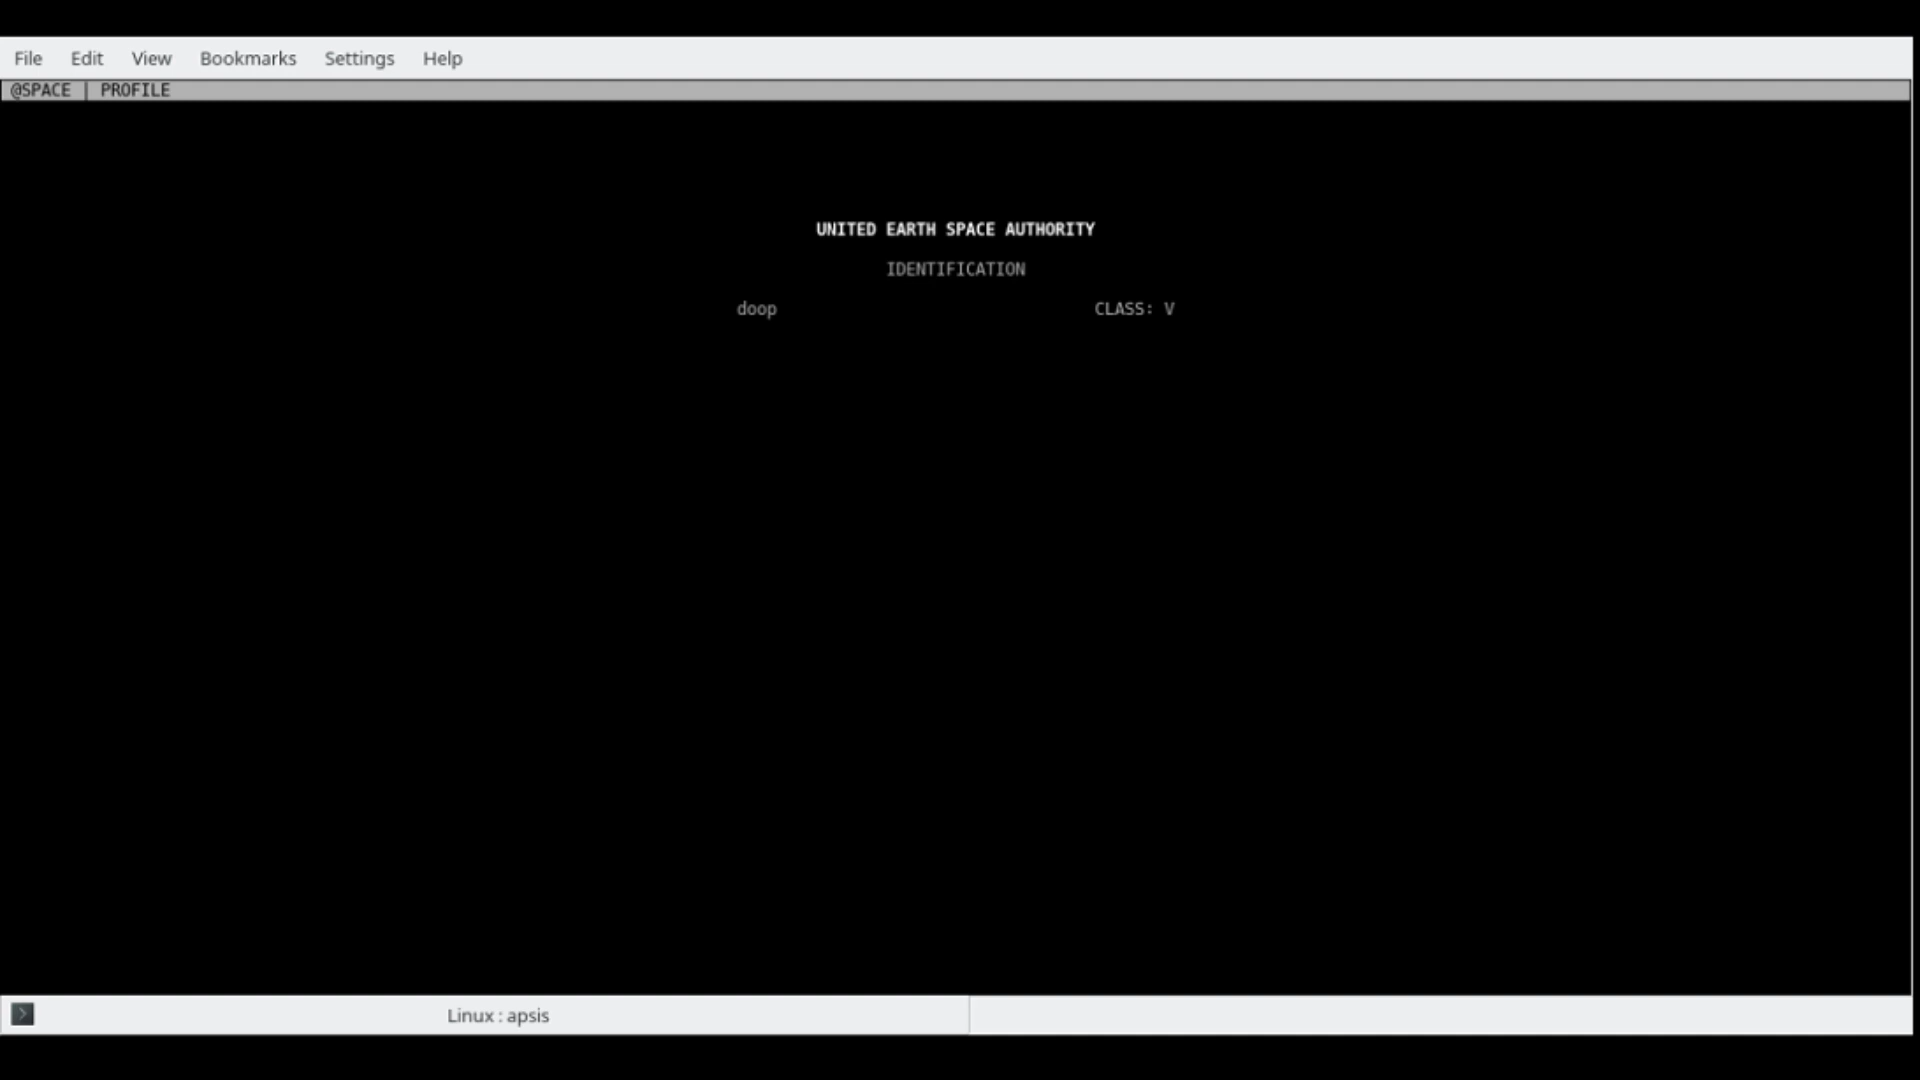 File Edit View Bookmarks Settings Help
@SPACE | PROFILE
UNITED EARTH SPACE AUTHORITY
IDENTIFICATION
doop CLASS: V
Linux : apsis